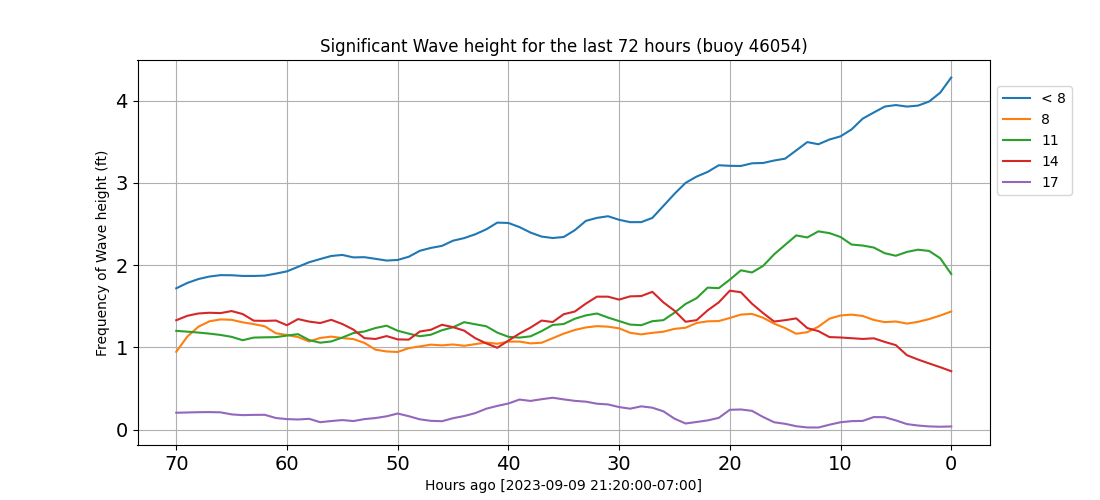 Significant Wave height for the last 72 hours (buoy 46054)
Frequency of Wave height (ft)
4
3
2
1
0
70 60 50 40 30 20 10 0
Hours ago [2023-09-09 21:20:00-07:00]
< 8
8
11
14
17